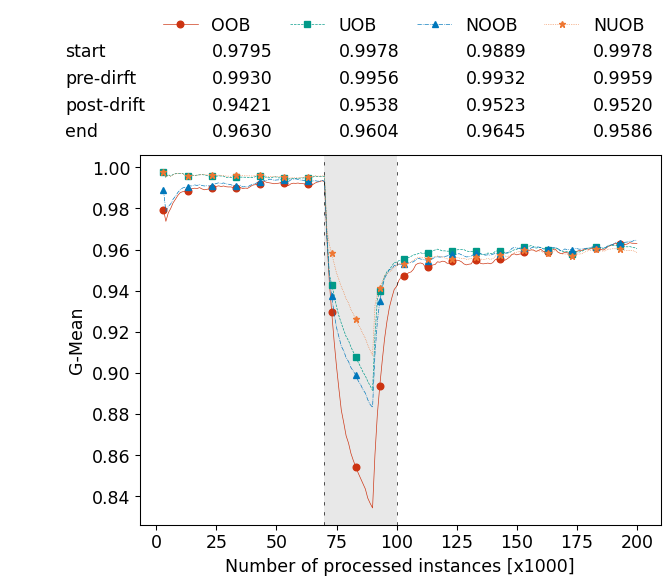 OOB UOB NOOB NUOB
start 0.9795 0.9978 0.9889 0.9978
pre-dirft 0.9930 0.9956 0.9932 0.9959
post-drift 0.9421 0.9538 0.9523 0.9520
end 0.9630 0.9604 0.9645 0.9586
1.00
0.98
0.96
0.94
0.92
0.90
0.88
0.86
0.84
G-Mean
0 25 50 75 100 125 150 175 200
Number of processed instances [x1000]